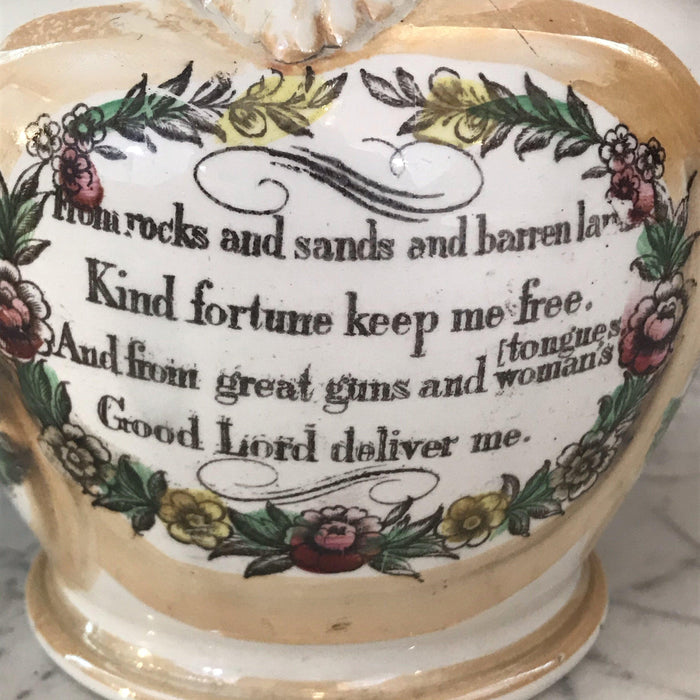 From rocks and sands and barren lan
Kind fortune keep me free.
[tongues
And from great guns and woman's
Good Lord deliver me.